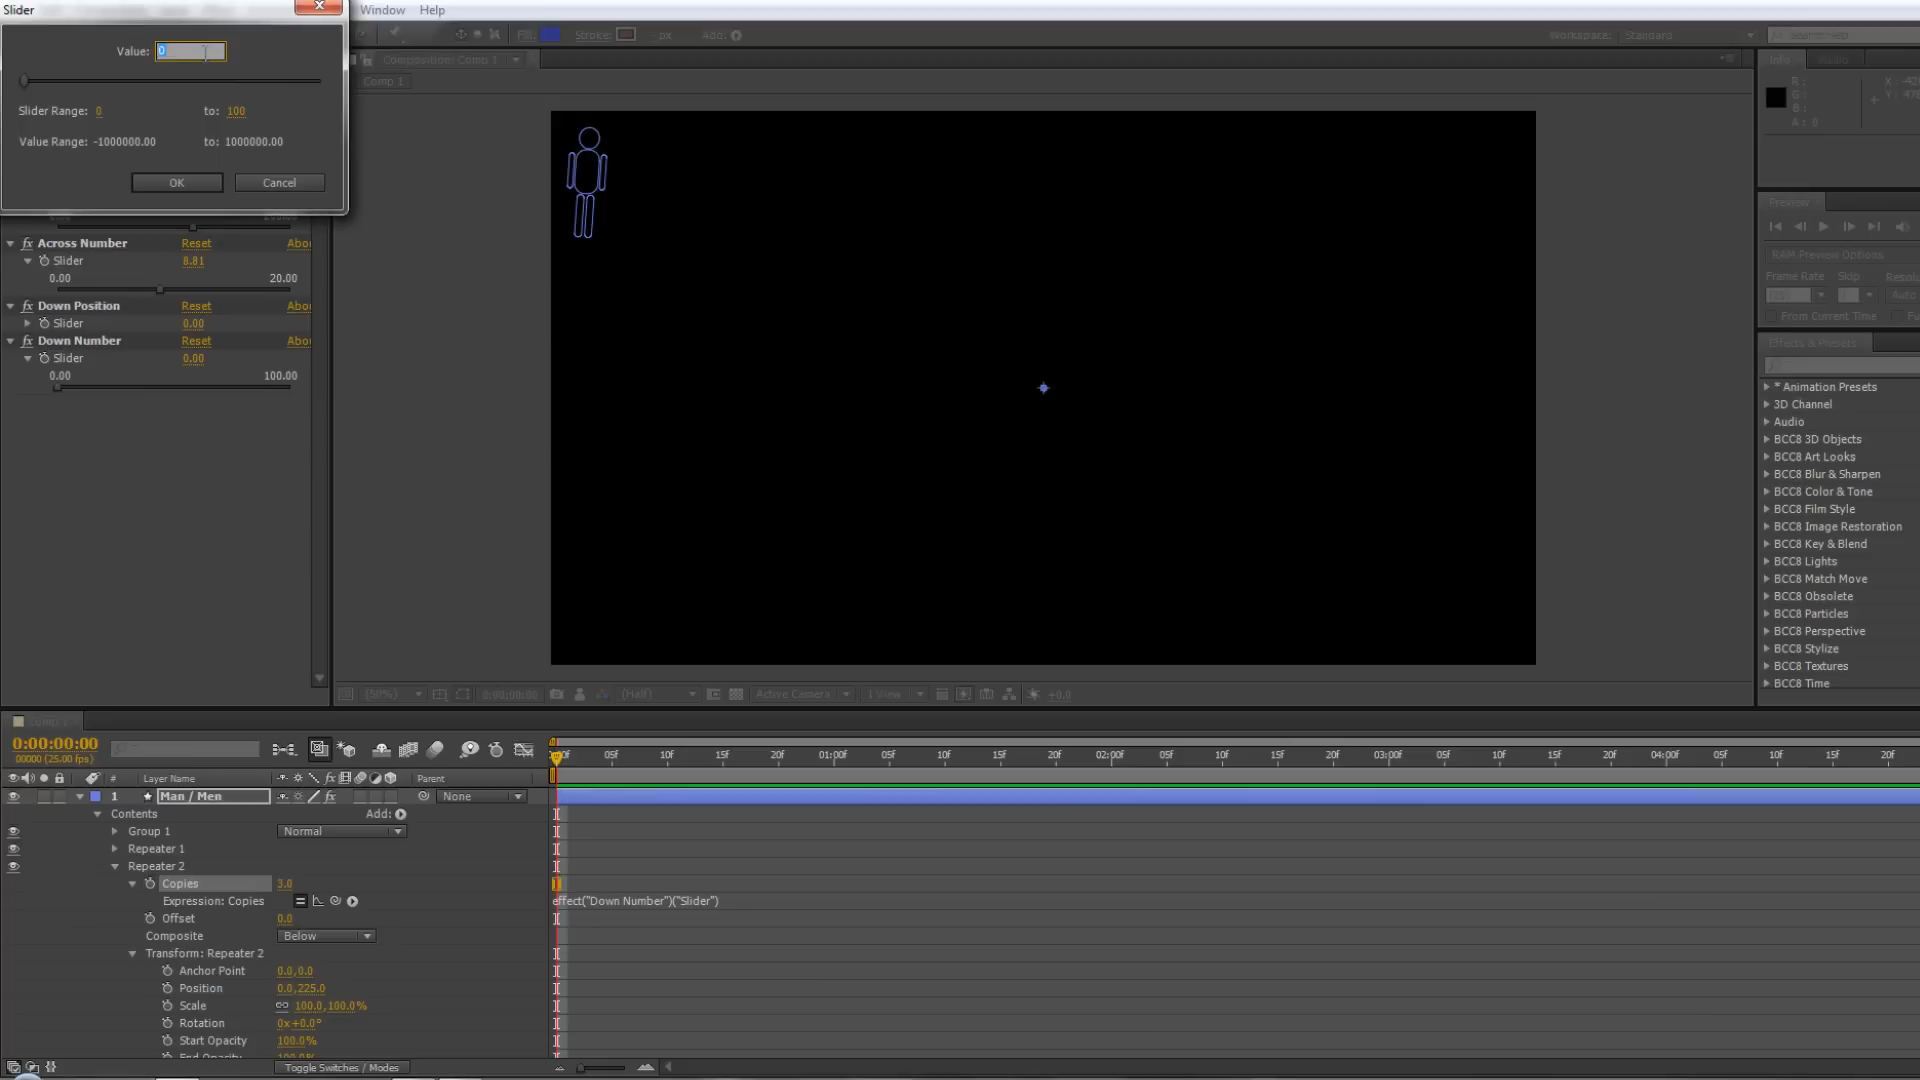 Slider
Window Help
Value: 0
Slider Range: 0 to: 100
Value Range: -1000000.00 to: 1000000.00
OK Cancel
Fill: Stroke: px Add:
Workspace: Standard
Composition: Comp 1
Comp 1
Info Audio
R:
G:
B:
A: 0
Preview
RAM Preview Options
Frame Rate Skip
Auto
From Current Time
Across Number Reset
Slider 8.81
0.00 20.00
Down Position Reset
Slider 0.00
Down Number Reset
Slider 0.00
0.00 100.00
Effects & Presets
* Animation Presets
3D Channel
Audio
BCC8 3D Objects
BCC8 Art Looks
BCC8 Blur & Sharpen
BCC8 Color & Tone
BCC8 Film Style
BCC8 Image Restoration
BCC8 Key & Blend
BCC8 Lights
BCC8 Match Move
BCC8 Obsolete
BCC8 Particles
BCC8 Perspective
BCC8 Stylize
BCC8 Textures
BCC8 Time
(50%) 0:00:00:00 (Half) Active Camera 1 View +0.0
0:00:00:00
00000 (25.00 fps)
05f 10f 15f 20f 01:00f 05f 10f 15f 20f 02:00f 05f 10f 15f 20f 03:00f 05f 10f 15f 20f 04:00f 05f 10f 15f 20f
# Layer Name fx Parent
1 Man / Men fx None
Contents Add:
Group 1 Normal
Repeater 1
Repeater 2
Copies 3.0
Expression: Copies effect("Down Number")("Slider")
Offset 0.0
Composite Below
Transform: Repeater 2
Anchor Point 0.0,0.0
Position 0.0,225.0
Scale 100.0,100.0%
Rotation 0x+0.0°
Start Opacity 100.0%
Toggle Switches / Modes